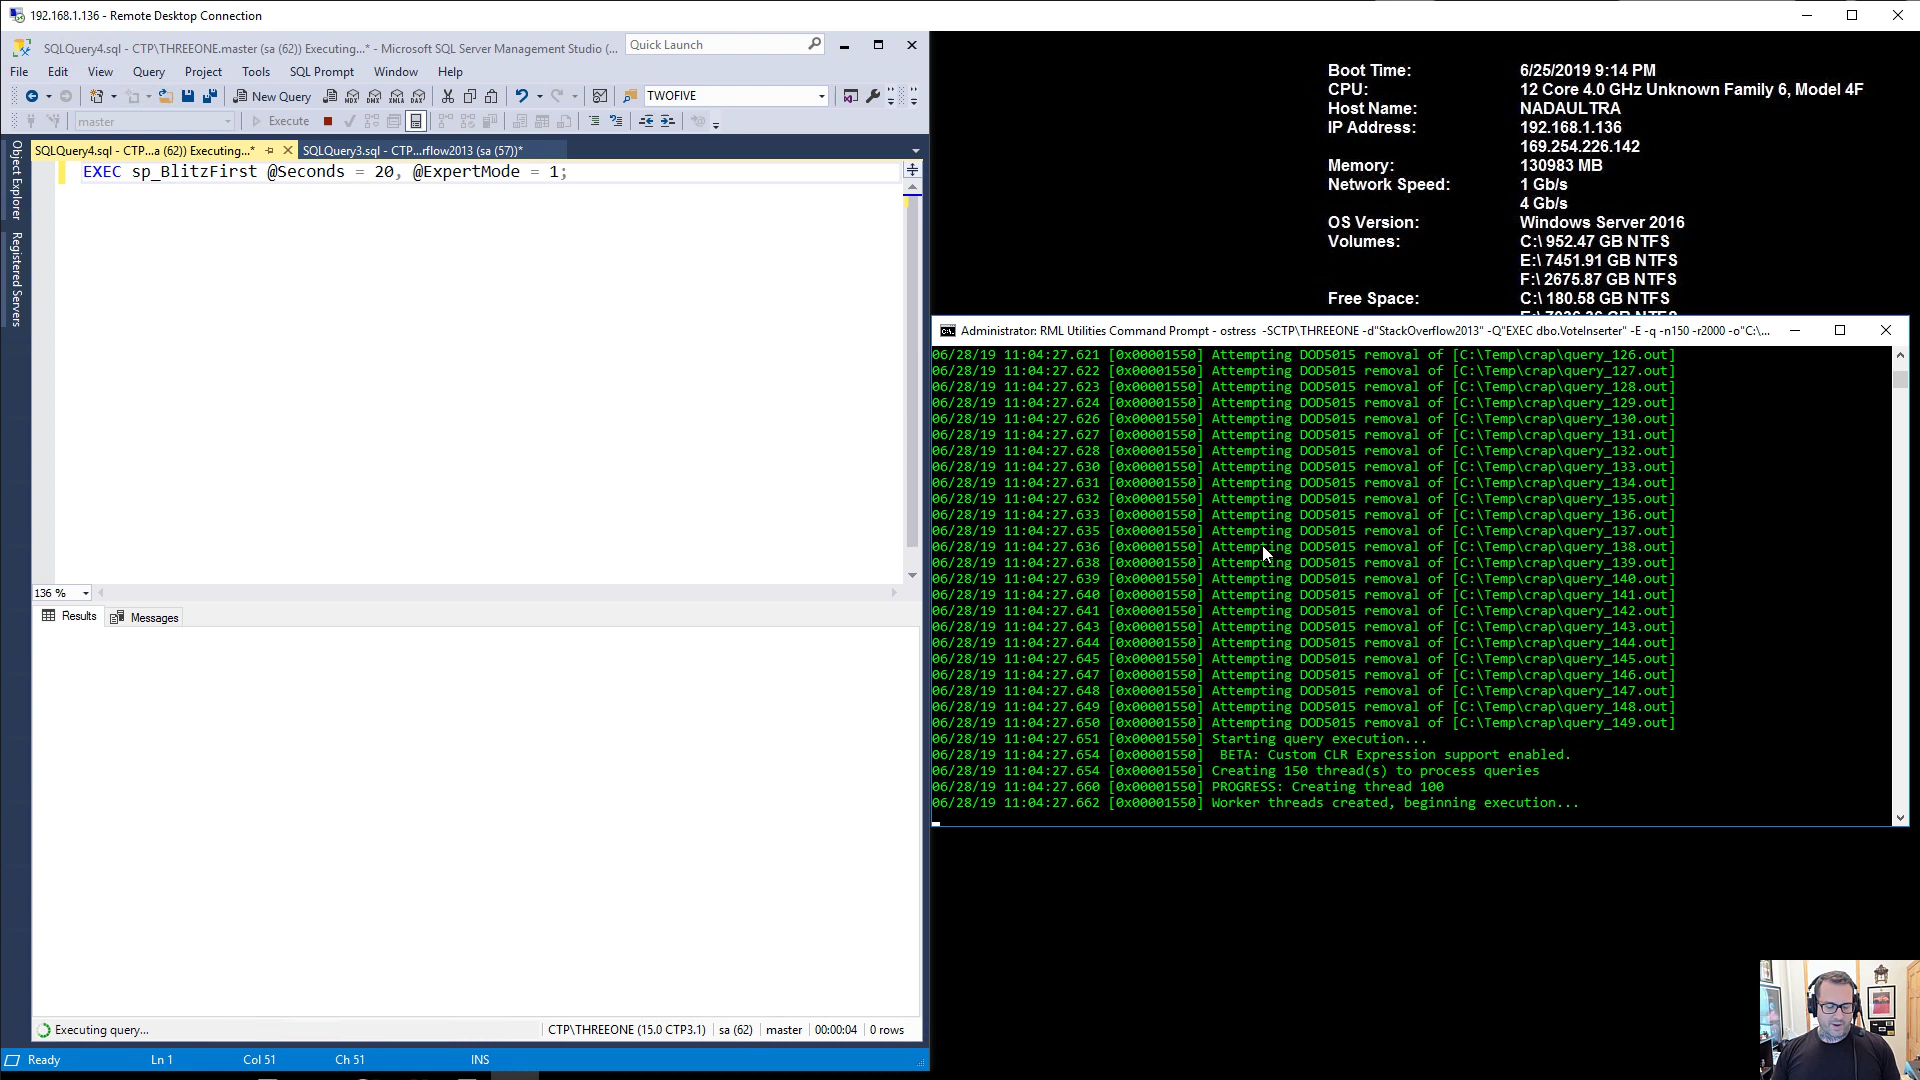 192.168.1.136 - Remote Desktop Connection
SQLQuery4.sql - CTP\THREEONE.master (sa (62)) Executing...* - Microsoft SQL Server Management Studio (...
Quick Launch
File Edit View Query Project Tools SQL Prompt Window Help
New Query MDX DMX XMLA DAX TWOFIVE
master Execute
SQLQuery4.sql - CTP...a (62)) Executing...* SQLQuery3.sql - CTP...rflow2013 (sa (57))*
Object Explorer
Registered Servers
EXEC sp_BlitzFirst @Seconds = 20, @ExpertMode = 1;
136 %
Results Messages
Executing query... CTP\THREEONE (15.0 CTP3.1) sa (62) master 00:00:04 0 rows
Ready Ln 1 Col 51 Ch 51 INS
Boot Time: 6/25/2019 9:14 PM
CPU: 12 Core 4.0 GHz Unknown Family 6, Model 4F
Host Name: NADAULTRA
IP Address: 192.168.1.136
169.254.226.142
Memory: 130983 MB
Network Speed: 1 Gb/s
4 Gb/s
OS Version: Windows Server 2016
Volumes: C:\ 952.47 GB NTFS
E:\ 7451.91 GB NTFS
F:\ 2675.87 GB NTFS
Free Space: C:\ 180.58 GB NTFS
Administrator: RML Utilities Command Prompt - ostress -SCTP\THREEONE -d"StackOverflow2013" -Q"EXEC dbo.VoteInserter" -E -q -n150 -r2000 -o"C:\...
06/28/19 11:04:27.621 [0x00001550] Attempting DOD5015 removal of [C:\Temp\crap\query_126.out]
06/28/19 11:04:27.622 [0x00001550] Attempting DOD5015 removal of [C:\Temp\crap\query_127.out]
06/28/19 11:04:27.623 [0x00001550] Attempting DOD5015 removal of [C:\Temp\crap\query_128.out]
06/28/19 11:04:27.624 [0x00001550] Attempting DOD5015 removal of [C:\Temp\crap\query_129.out]
06/28/19 11:04:27.626 [0x00001550] Attempting DOD5015 removal of [C:\Temp\crap\query_130.out]
06/28/19 11:04:27.627 [0x00001550] Attempting DOD5015 removal of [C:\Temp\crap\query_131.out]
06/28/19 11:04:27.628 [0x00001550] Attempting DOD5015 removal of [C:\Temp\crap\query_132.out]
06/28/19 11:04:27.630 [0x00001550] Attempting DOD5015 removal of [C:\Temp\crap\query_133.out]
06/28/19 11:04:27.631 [0x00001550] Attempting DOD5015 removal of [C:\Temp\crap\query_134.out]
06/28/19 11:04:27.632 [0x00001550] Attempting DOD5015 removal of [C:\Temp\crap\query_135.out]
06/28/19 11:04:27.633 [0x00001550] Attempting DOD5015 removal of [C:\Temp\crap\query_136.out]
06/28/19 11:04:27.635 [0x00001550] Attempting DOD5015 removal of [C:\Temp\crap\query_137.out]
06/28/19 11:04:27.636 [0x00001550] Attempting DOD5015 removal of [C:\Temp\crap\query_138.out]
06/28/19 11:04:27.638 [0x00001550] Attempting DOD5015 removal of [C:\Temp\crap\query_139.out]
06/28/19 11:04:27.639 [0x00001550] Attempting DOD5015 removal of [C:\Temp\crap\query_140.out]
06/28/19 11:04:27.640 [0x00001550] Attempting DOD5015 removal of [C:\Temp\crap\query_141.out]
06/28/19 11:04:27.641 [0x00001550] Attempting DOD5015 removal of [C:\Temp\crap\query_142.out]
06/28/19 11:04:27.643 [0x00001550] Attempting DOD5015 removal of [C:\Temp\crap\query_143.out]
06/28/19 11:04:27.644 [0x00001550] Attempting DOD5015 removal of [C:\Temp\crap\query_144.out]
06/28/19 11:04:27.645 [0x00001550] Attempting DOD5015 removal of [C:\Temp\crap\query_145.out]
06/28/19 11:04:27.647 [0x00001550] Attempting DOD5015 removal of [C:\Temp\crap\query_146.out]
06/28/19 11:04:27.648 [0x00001550] Attempting DOD5015 removal of [C:\Temp\crap\query_147.out]
06/28/19 11:04:27.649 [0x00001550] Attempting DOD5015 removal of [C:\Temp\crap\query_148.out]
06/28/19 11:04:27.650 [0x00001550] Attempting DOD5015 removal of [C:\Temp\crap\query_149.out]
06/28/19 11:04:27.651 [0x00001550] Starting query execution...
06/28/19 11:04:27.654 [0x00001550] BETA: Custom CLR Expression support enabled.
06/28/19 11:04:27.654 [0x00001550] Creating 150 thread(s) to process queries
06/28/19 11:04:27.660 [0x00001550] PROGRESS: Creating thread 100
06/28/19 11:04:27.662 [0x00001550] Worker threads created, beginning execution...